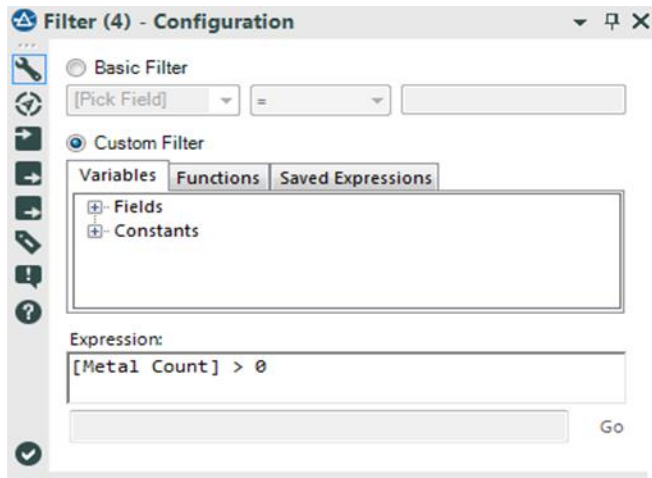 Filter (4) - Configuration
Basic Filter
[Pick Field] =
Custom Filter
Variables Functions Saved Expressions
Fields
Constants
Expression:
[Metal Count] > 0
Go